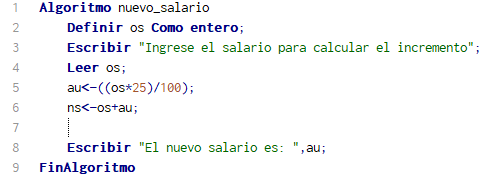 1 Algoritmo nuevo_salario
2 Definir os Como entero;
3 Escribir "Ingrese el salario para calcular el incremento";
4 Leer os;
5 au<-((os*25)/100);
6 ns<-os+au;
7
8 Escribir "El nuevo salario es: ",au;
9 FinAlgoritmo